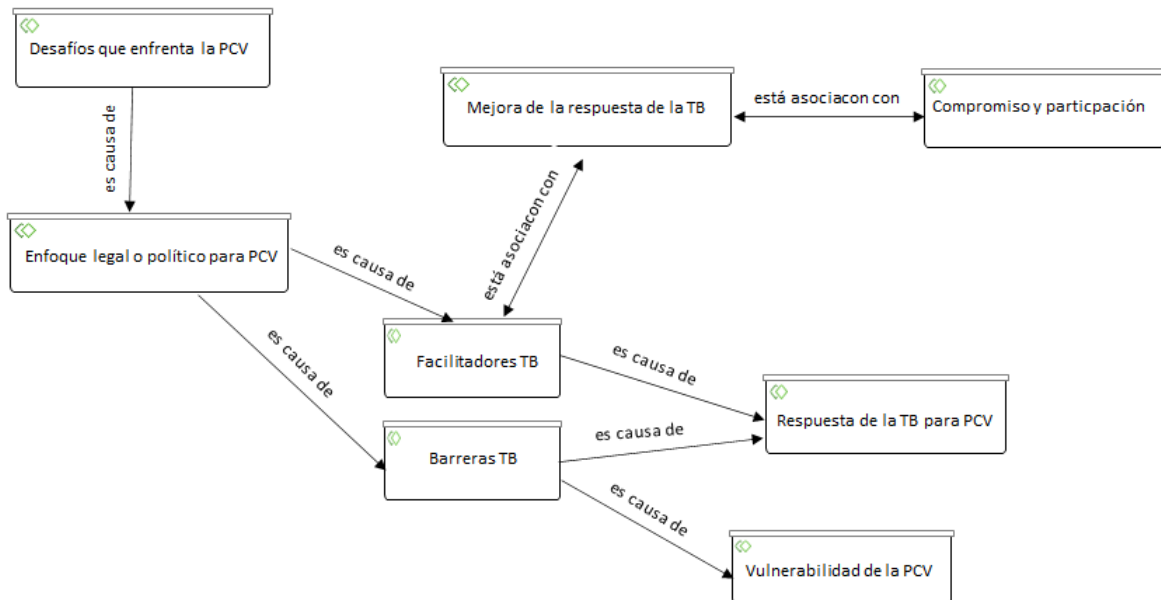 Desafíos que enfrenta la PCV
es causa de
Mejora de la respuesta de la TB
está asociacon con
Compromiso y particpación
Enfoque legal o político para PCV
es causa de
está asociacon con
es causa de
Facilitadores TB
es causa de
Respuesta de la TB para PCV
es causa de
Barreras TB
es causa de
Vulnerabilidad de la PCV